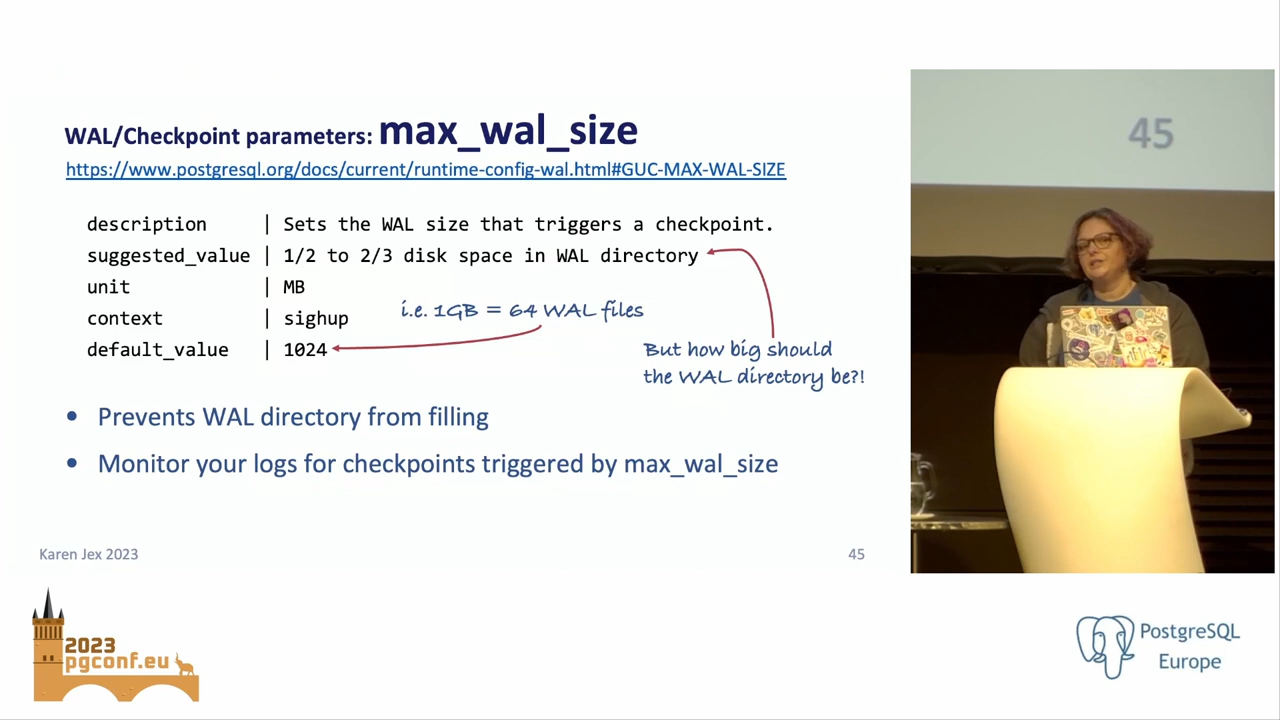 WAL/Checkpoint parameters: max_wal_size
https://www.postgresql.org/docs/current/runtime-config-wal.html#GUC-MAX-WAL-SIZE
description | Sets the WAL size that triggers a checkpoint.
suggested_value | 1/2 to 2/3 disk space in WAL directory
unit | MB
context | sighup
i.e. 1GB = 64 WAL files
default_value | 1024
But how big should
the WAL directory be?!
• Prevents WAL directory from filling
• Monitor your logs for checkpoints triggered by max_wal_size
Karen Jex 2023
45
45
2023
pgconf.eu
PostgreSQL
Europe